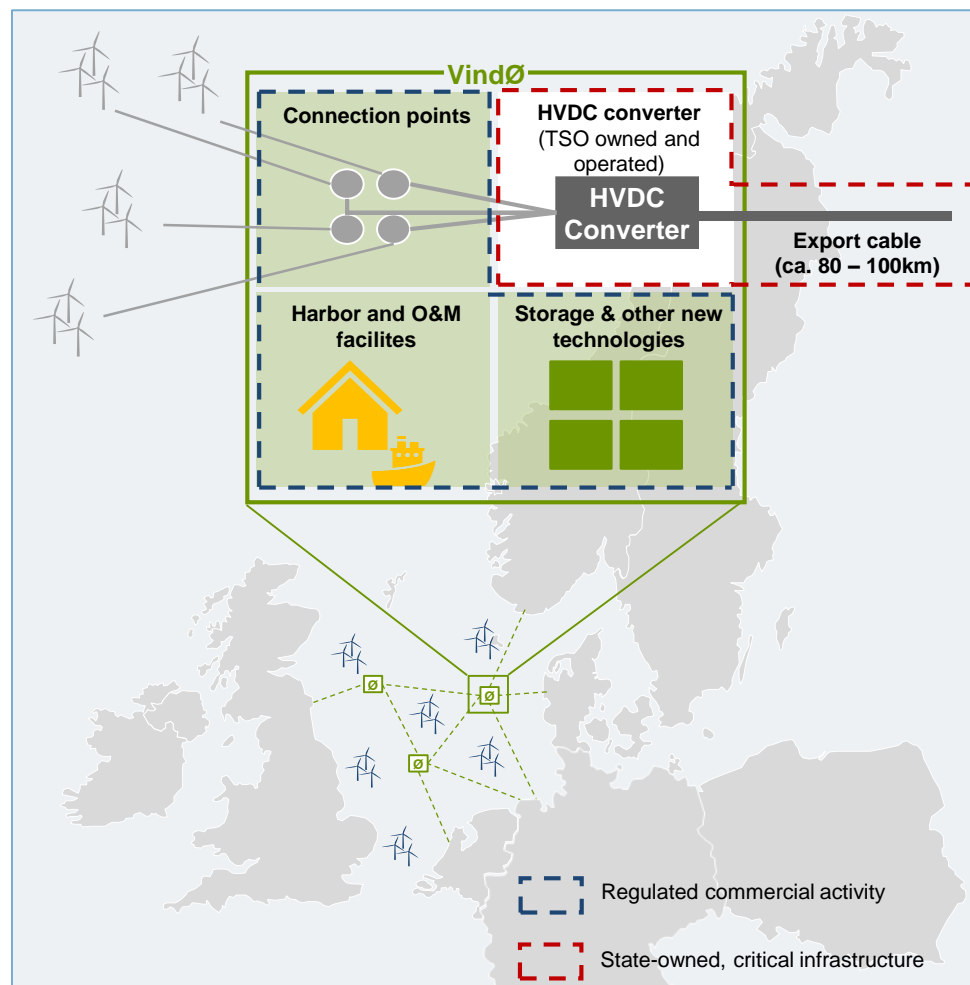 VindØ
Connection points
HVDC converter
(TSO owned and
operated)
HVDC
Converter
Export cable
(ca. 80 – 100km)
Harbor and O&M
facilites
Storage & other new
technologies
Ø
Ø
Ø
Regulated commercial activity
State-owned, critical infrastructure